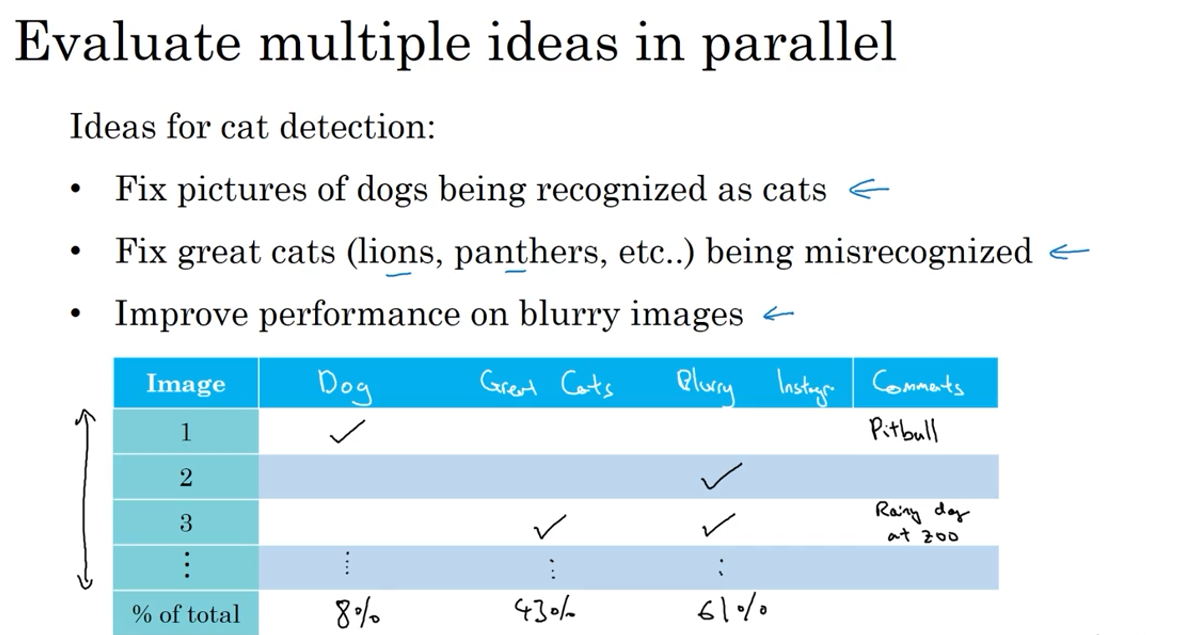 Evaluate multiple ideas in parallel
Ideas for cat detection:
• Fix pictures of dogs being recognized as cats
• Fix great cats (lions, panthers, etc..) being misrecognized
• Improve performance on blurry images
Image Dog Great Cats Blurry Instagr. Comments
1 ✓ Pitbull
2 ✓
3 ✓ ✓ Rainy day at zoo
⋮ ⋮ ⋮ ⋮
% of total 8% 43% 61%